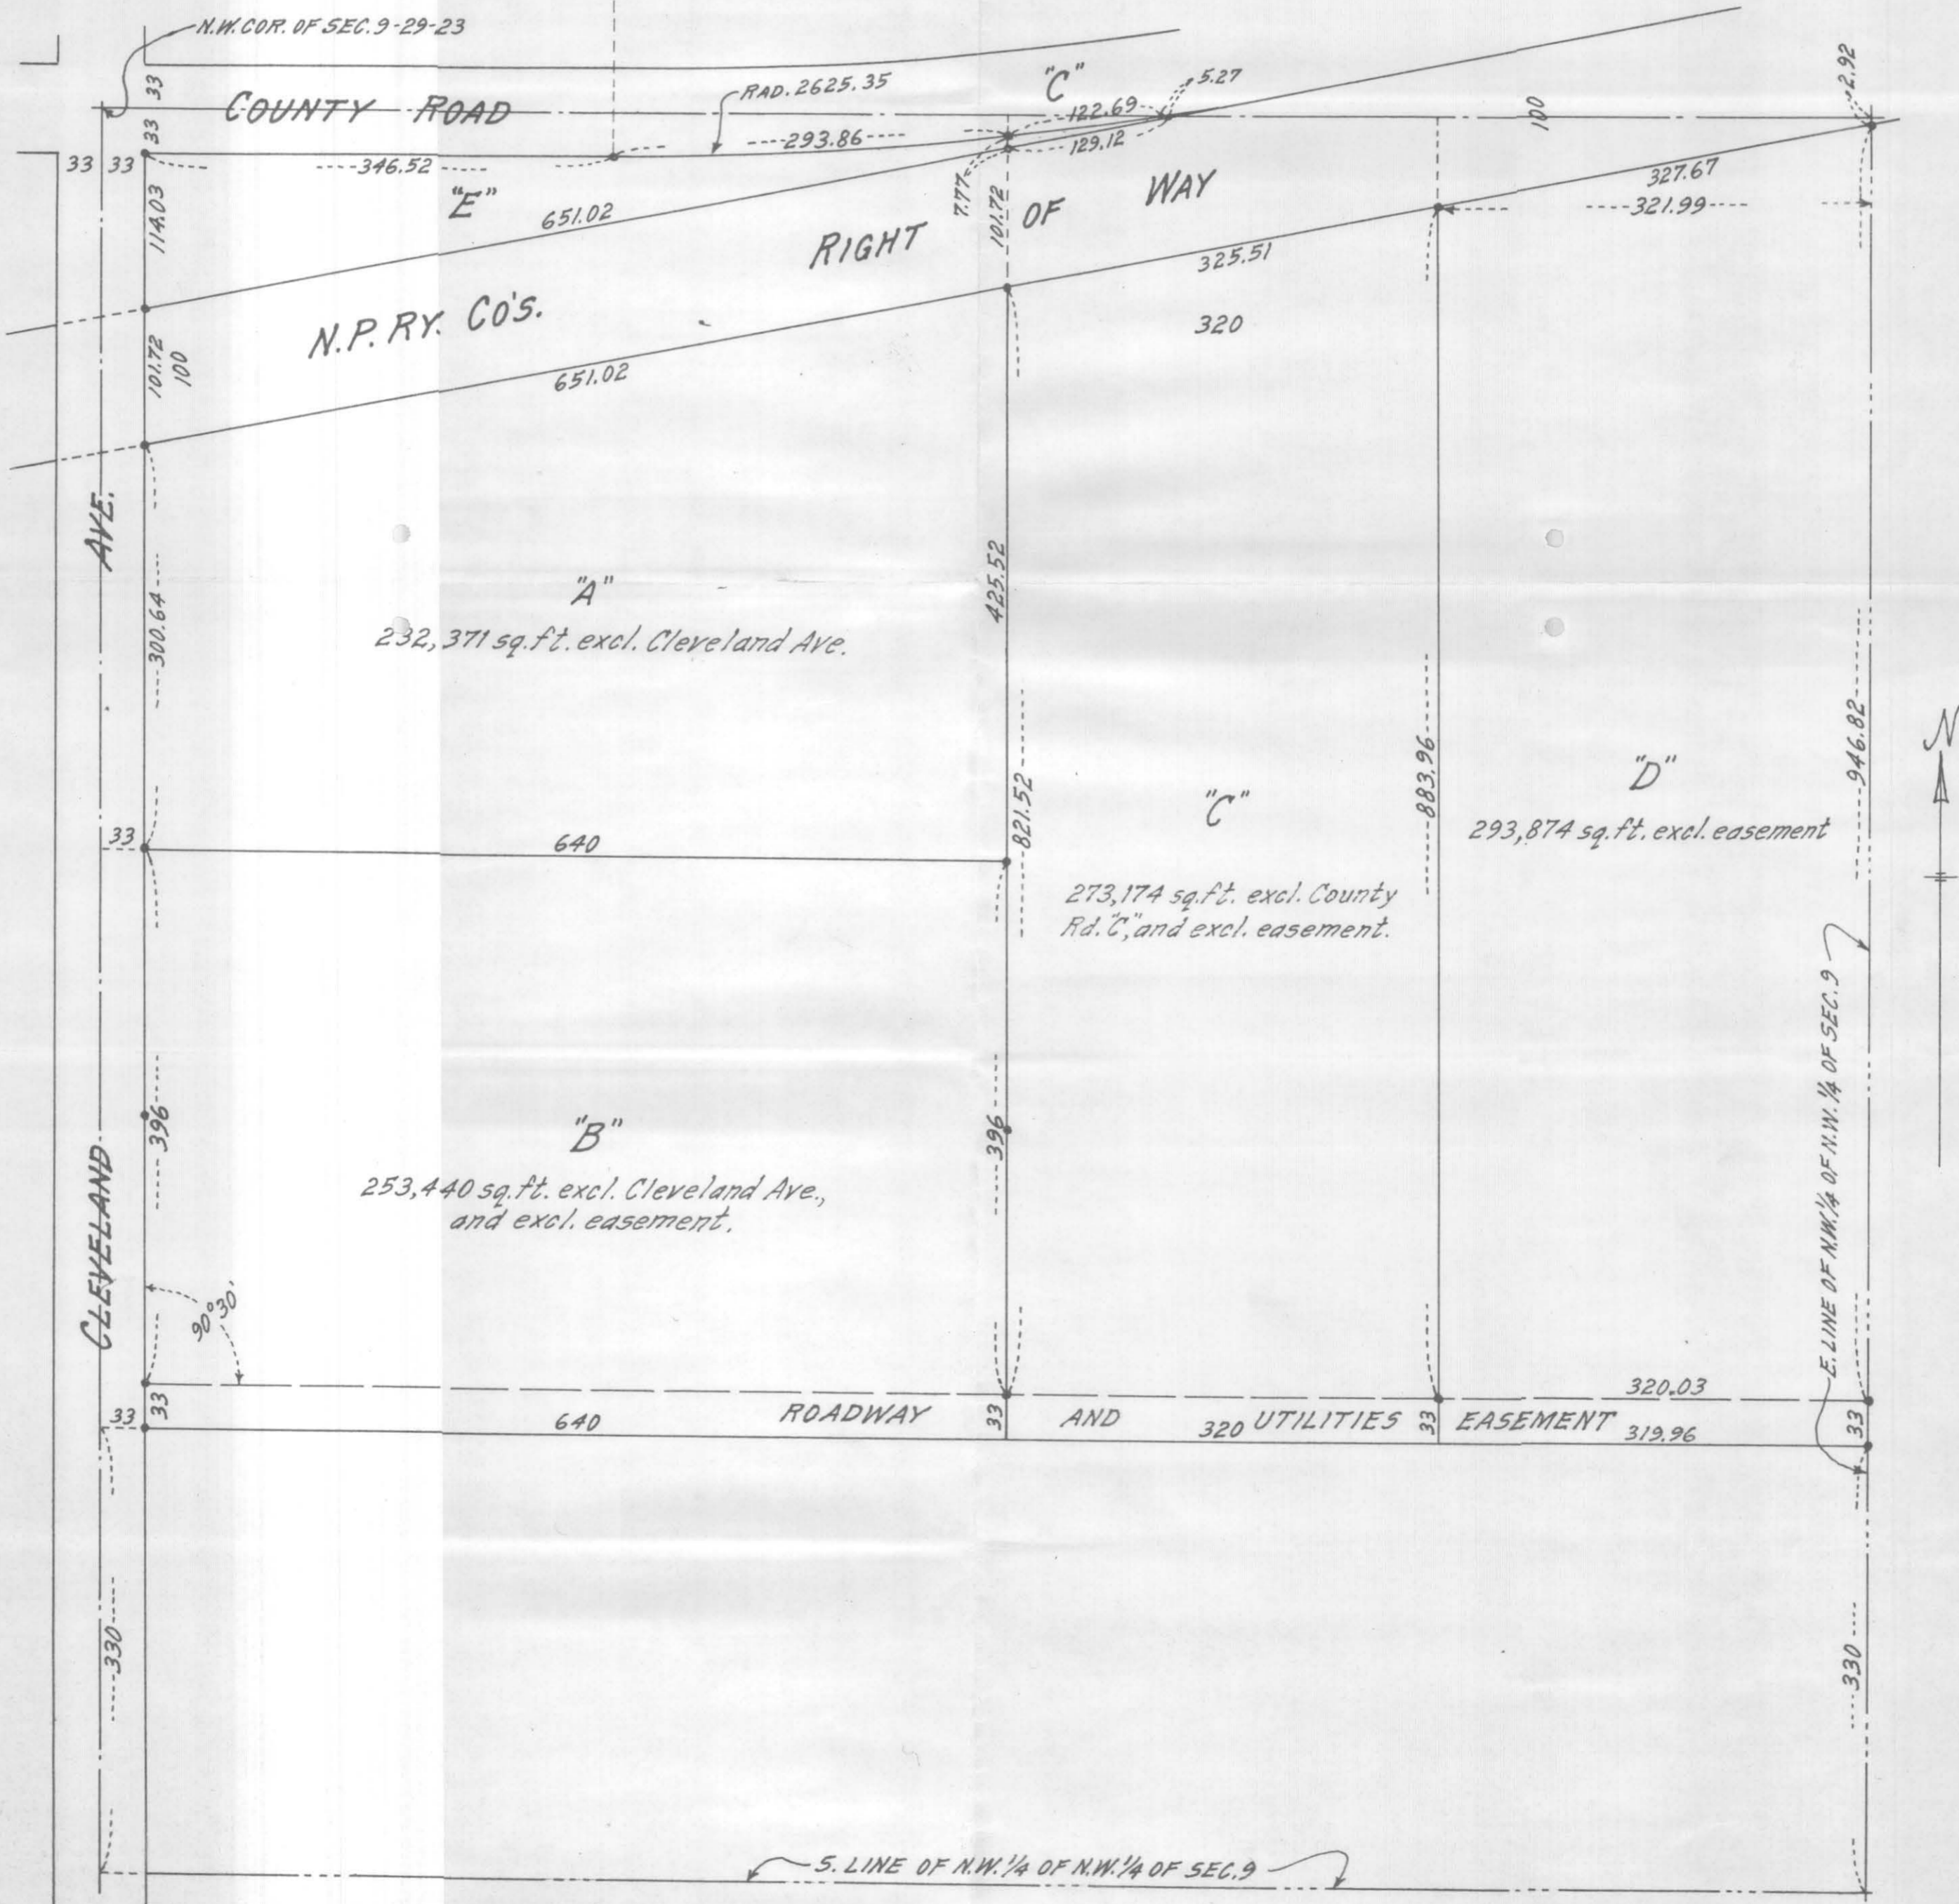 N.W. COR. OF SEC. 9-29-23
33
COUNTY ROAD "C"
RAD. 2625.35
5.27
2.92
122.69
100
33
33 33
346.52
293.86
129.12
"E"
7.77
101.72
327.67
321.99
114.03
651.02
RIGHT OF WAY
325.51
N.P. RY. CO'S.
320
101.72
100
651.02
AVE.
300.64
"A"
232,371 sq. ft. excl. Cleveland Ave.
425.52
33
640
821.52
"C"
273,174 sq. ft. excl. County
Rd. "C", and excl. easement.
883.96
"D"
293,874 sq. ft. excl. easement
946.82
N
396
"B"
253,440 sq. ft. excl. Cleveland Ave.,
and excl. easement.
396
E. LINE OF N.W. 1/4 OF N.W. 1/4 OF SEC. 9
CLEVELAND
90° 30'
320.03
33
33
640
ROADWAY
33
AND
320
UTILITIES
33
EASEMENT
319.96
33
330
330
S. LINE OF N.W. 1/4 OF N.W. 1/4 OF SEC. 9